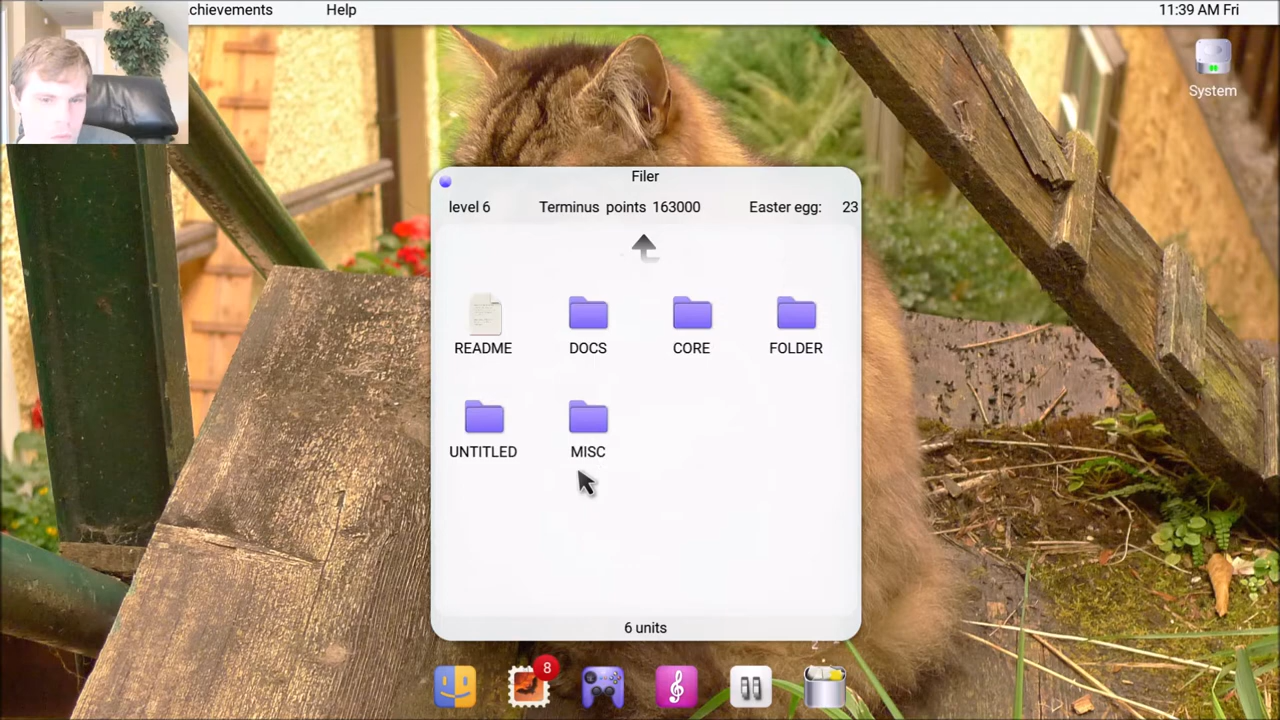 chievements Help 11:39 AM Fri
System
Filer
level 6 Terminus points 163000 Easter egg: 23
README DOCS CORE FOLDER
UNTITLED MISC
6 units
8